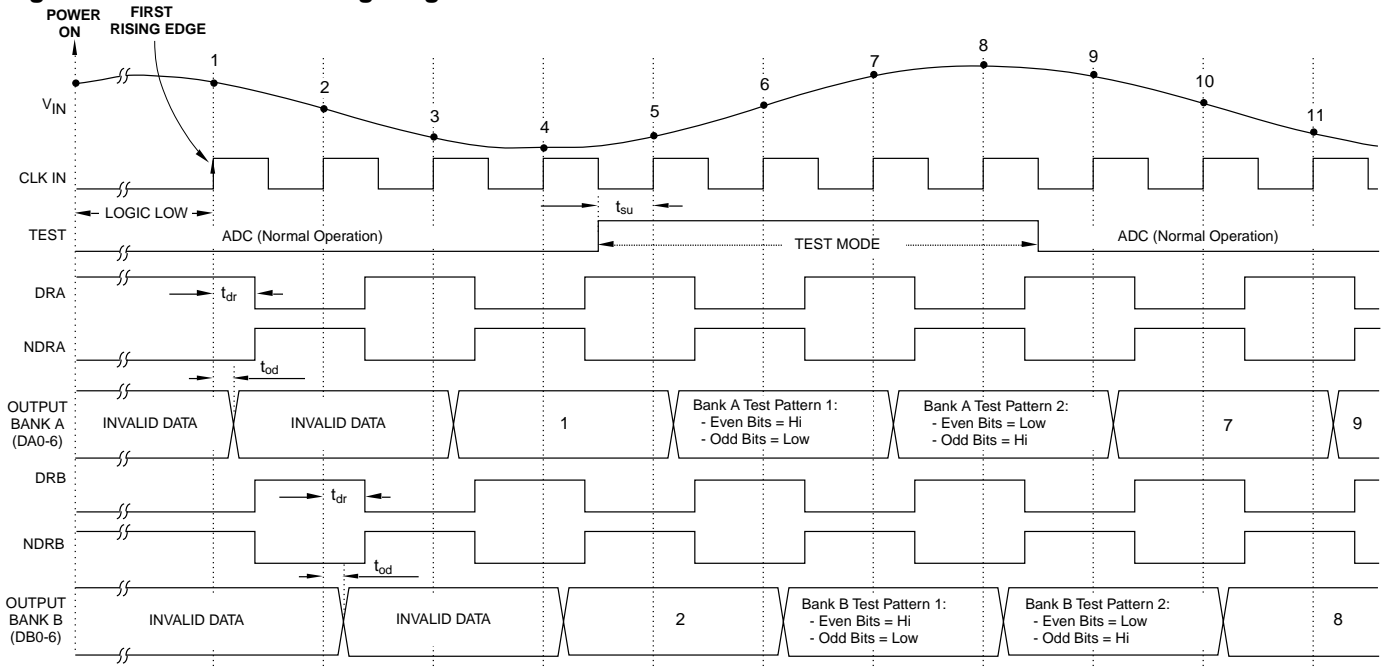 POWER
ON
FIRST
RISING EDGE
1
2
3
4
5
6
7
8
9
10
11
VIN
CLK IN
LOGIC LOW
tsu
TEST
ADC (Normal Operation)
TEST MODE
ADC (Normal Operation)
DRA
tdr
NDRA
tod
OUTPUT
BANK A
(DA0-6)
INVALID DATA
INVALID DATA
1
Bank A Test Pattern 1:
- Even Bits = Hi
- Odd Bits = Low
Bank A Test Pattern 2:
- Even Bits = Low
- Odd Bits = Hi
7
9
DRB
tdr
NDRB
tod
OUTPUT
BANK B
(DB0-6)
INVALID DATA
INVALID DATA
2
Bank B Test Pattern 1:
- Even Bits = Hi
- Odd Bits = Low
Bank B Test Pattern 2:
- Even Bits = Low
- Odd Bits = Hi
8